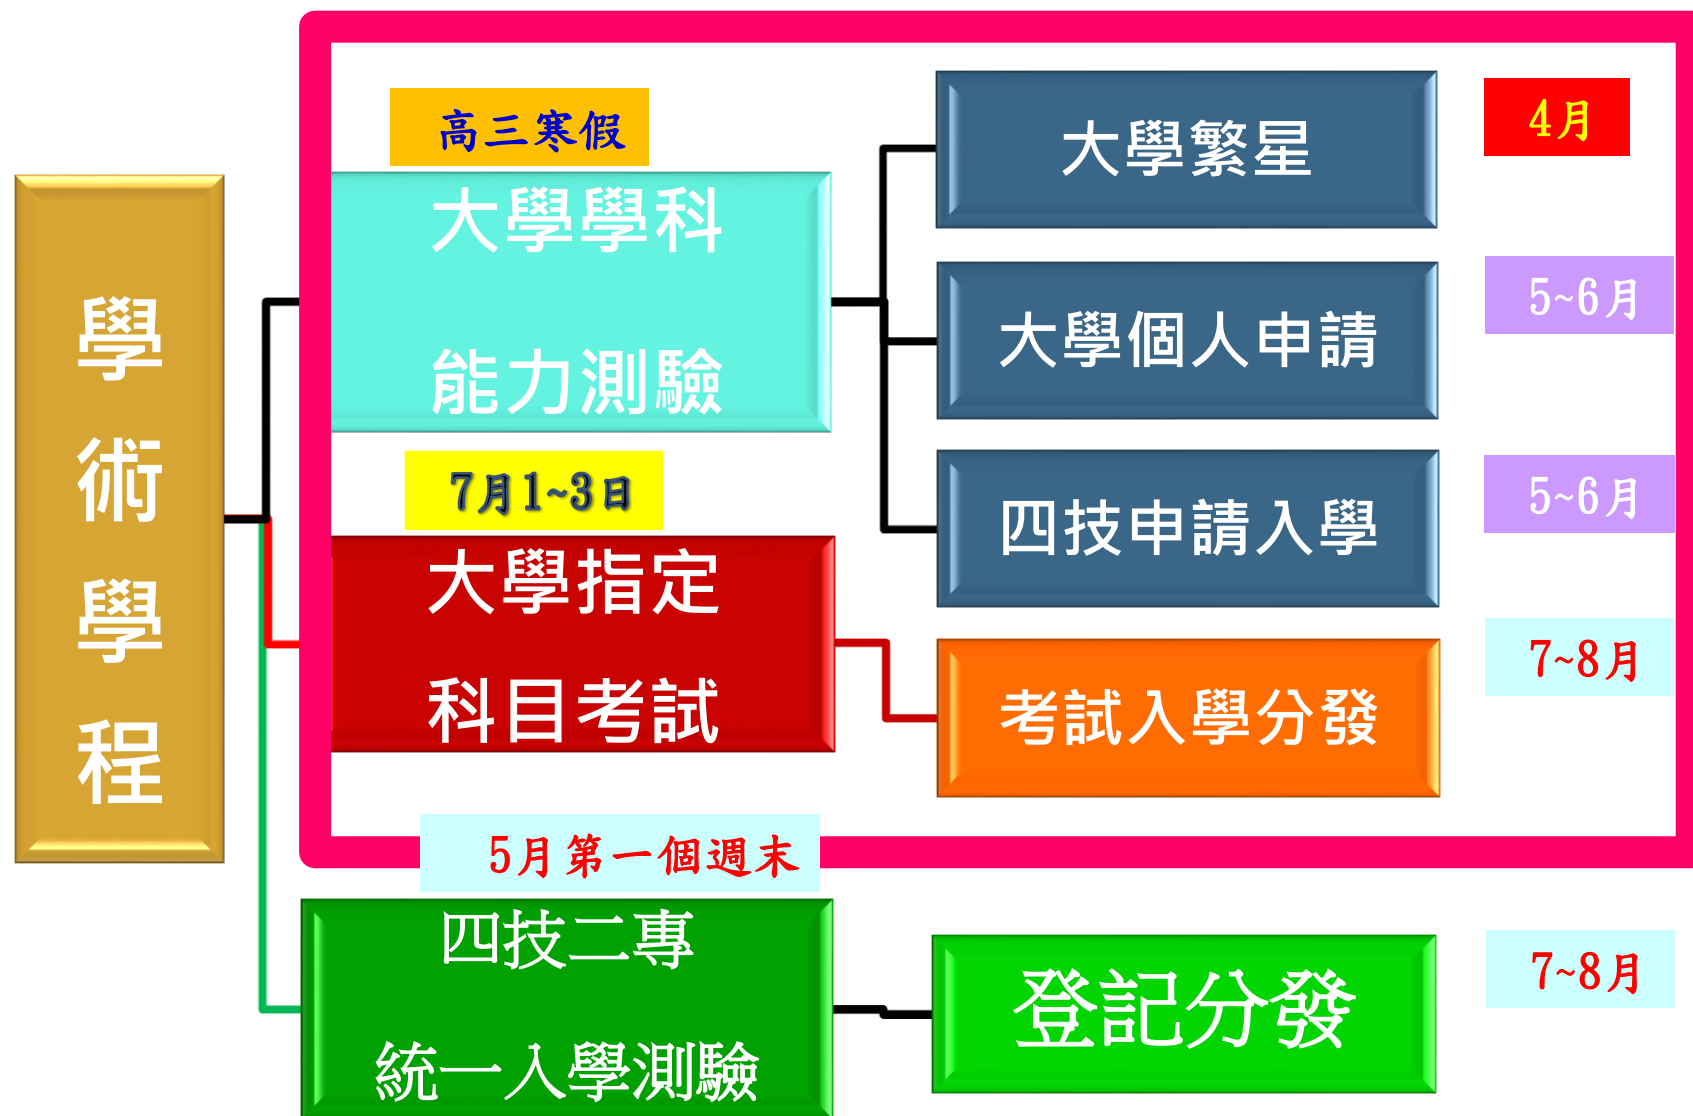 學
術
學
程
高三寒假
大學學科
能力測驗
大學繁星
4月
大學個人申請
5~6月
四技申請入學
5~6月
7月1~3日
大學指定
科目考試
考試入學分發
7~8月
5月第一個週末
四技二專
統一入學測驗
登記分發
7~8月